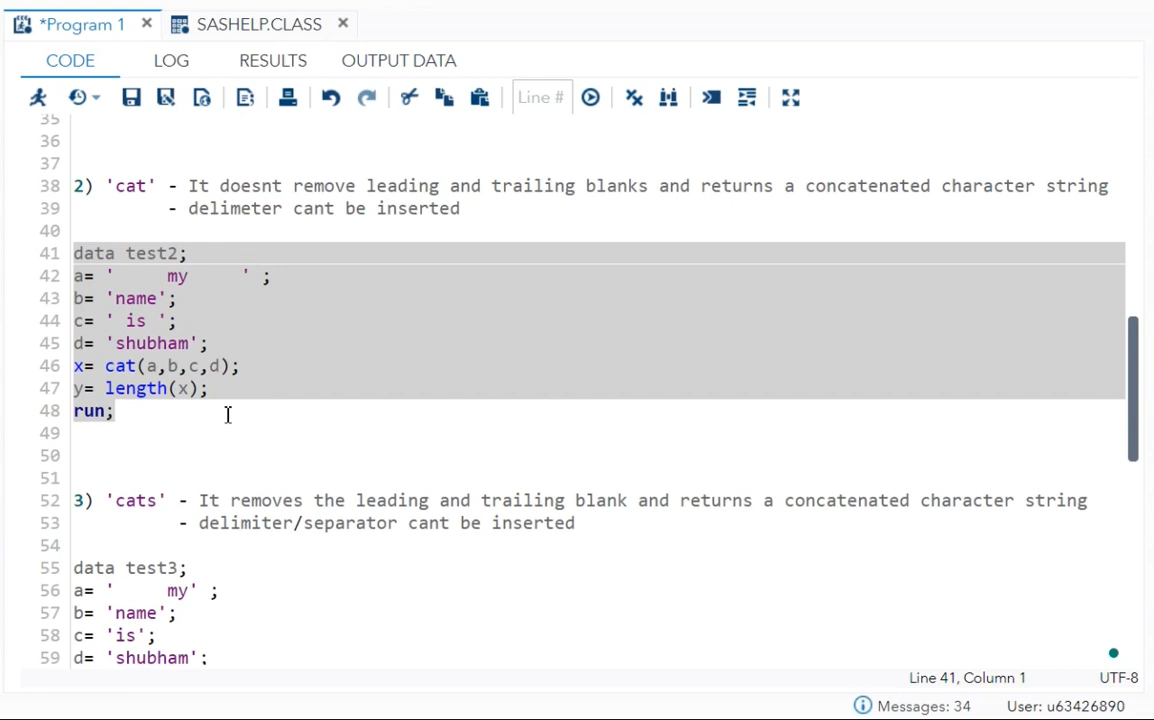 *Program 1 × SASHELP.CLASS ×
CODE LOG RESULTS OUTPUT DATA
Line #
35
36
37
38 2) 'cat' - It doesnt remove leading and trailing blanks and returns a concatenated character string
39 - delimeter cant be inserted
40
41 data test2;
42 a= '     my      ' ;
43 b= 'name';
44 c= ' is ';
45 d= 'shubham';
46 x= cat(a,b,c,d);
47 y= length(x);
48 run;
49
50
51
52 3) 'cats' - It removes the leading and trailing blank and returns a concatenated character string
53 - delimiter/separator cant be inserted
54
55 data test3;
56 a= '     my' ;
57 b= 'name';
58 c= 'is';
59 d= 'shubham';
Line 41, Column 1 UTF-8
Messages: 34 User: u63426890